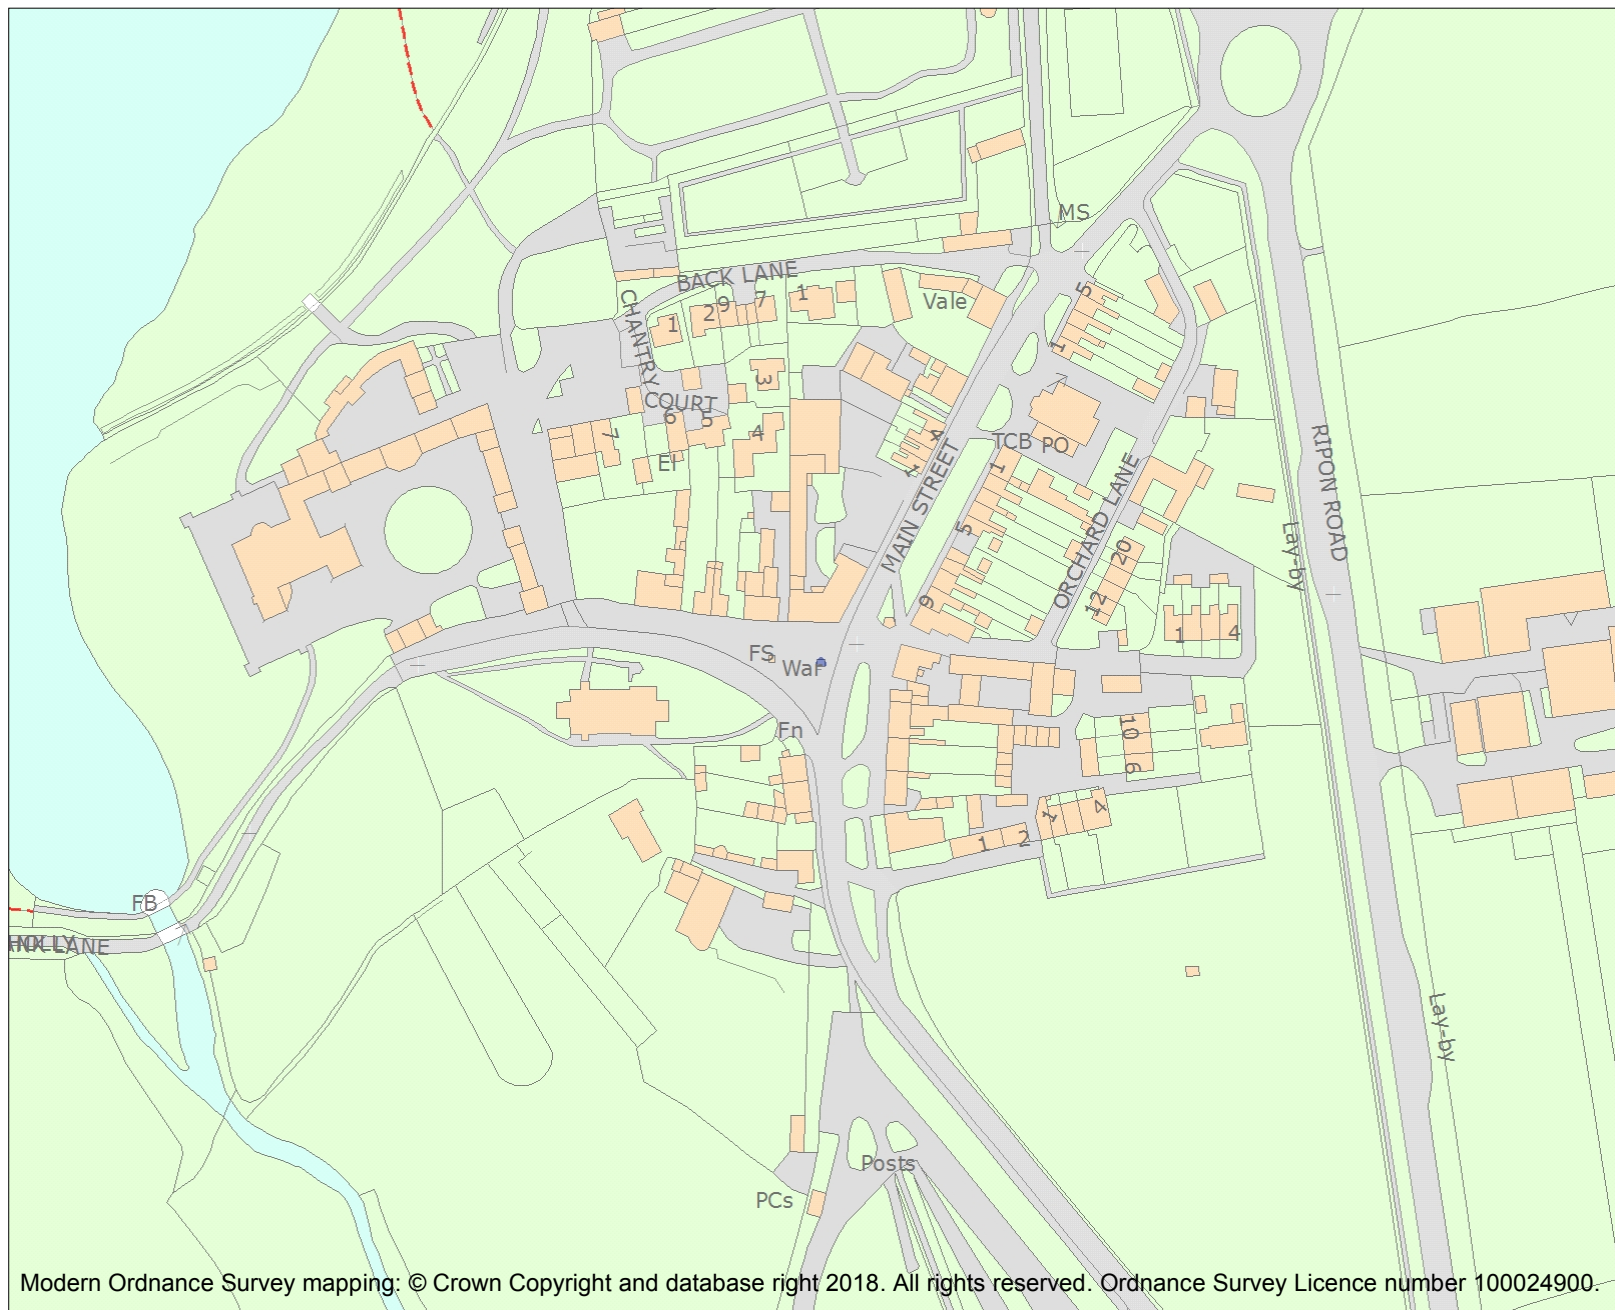 MS
BACK LANE
CHANTRY
COURT
Vale
1
2
9
7
1
5
1
3
4
7
6
5
El
4
1
TCB PO
1
MAIN STREET
5
9
ORCHARD LANE
20
12
1
4
RIPON ROAD
Lay-by
FS
WaF
Fn
10
6
1
4
1
2
FB
LANE
Lay-by
Posts
PCs
Modern Ordnance Survey mapping: © Crown Copyright and database right 2018. All rights reserved. Ordnance Survey Licence number 100024900.